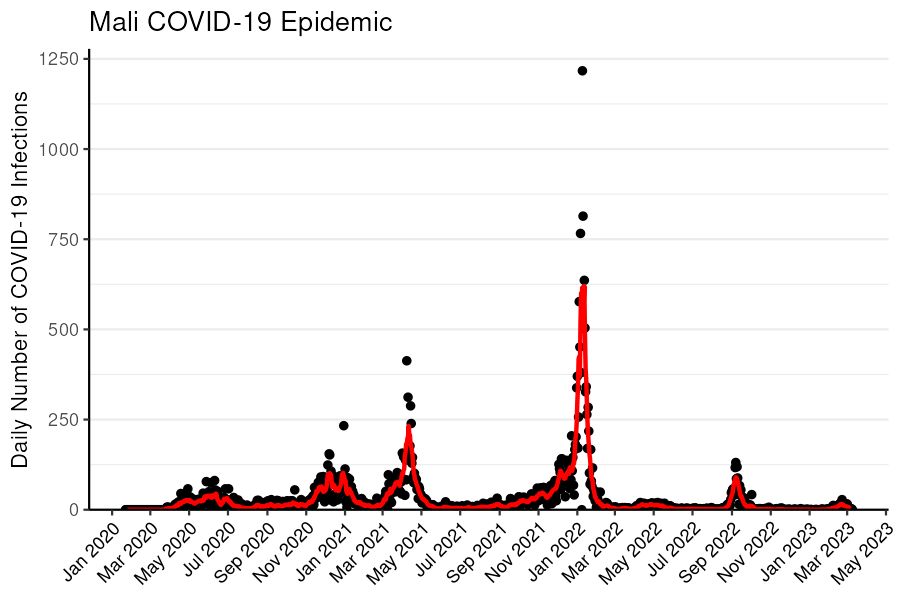 Mali COVID-19 Epidemic
Daily Number of COVID-19 Infections
1250
1000
750
500
250
0
Jan 2020
Mar 2020
May 2020
Jul 2020
Sep 2020
Nov 2020
Jan 2021
Mar 2021
May 2021
Jul 2021
Sep 2021
Nov 2021
Jan 2022
Mar 2022
May 2022
Jul 2022
Sep 2022
Nov 2022
Jan 2023
Mar 2023
May 2023